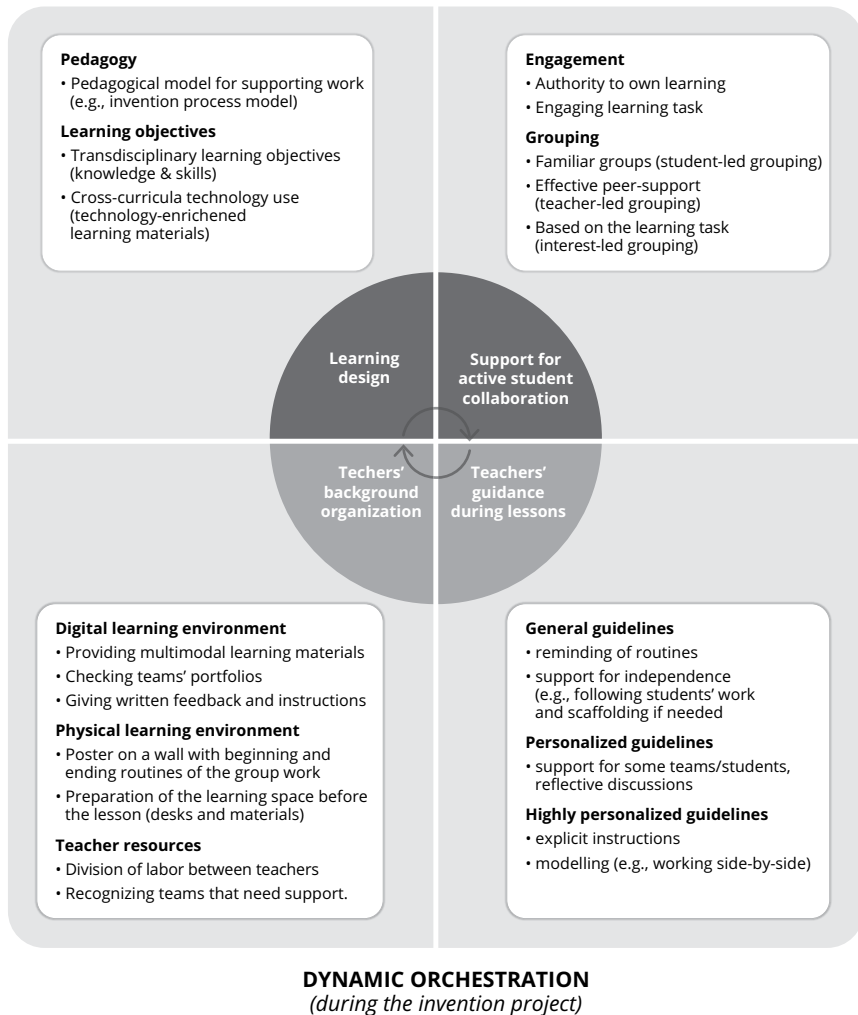 Pedagogy
• Pedagogical model for supporting work
(e.g., invention process model)
Learning objectives
• Transdisciplinary learning objectives
(knowledge & skills)
• Cross-curricula technology use
(technology-enrichened
learning materials)
Engagement
• Authority to own learning
• Engaging learning task
Grouping
• Familiar groups (student-led grouping)
• Effective peer-support
(teacher-led grouping)
• Based on the learning task
(interest-led grouping)
Learning
design
Support for
active student
collaboration
Techers’
background
organization
Teachers’
guidance
during lessons
Digital learning environment
• Providing multimodal learning materials
• Checking teams’ portfolios
• Giving written feedback and instructions
Physical learning environment
• Poster on a wall with beginning and
ending routines of the group work
• Preparation of the learning space before
the lesson (desks and materials)
Teacher resources
• Division of labor between teachers
• Recognizing teams that need support.
General guidelines
• reminding of routines
• support for independence
(e.g., following students’ work
and scaffolding if needed
Personalized guidelines
• support for some teams/students,
reflective discussions
Highly personalized guidelines
• explicit instructions
• modelling (e.g., working side-by-side)
DYNAMIC ORCHESTRATION
(during the invention project)